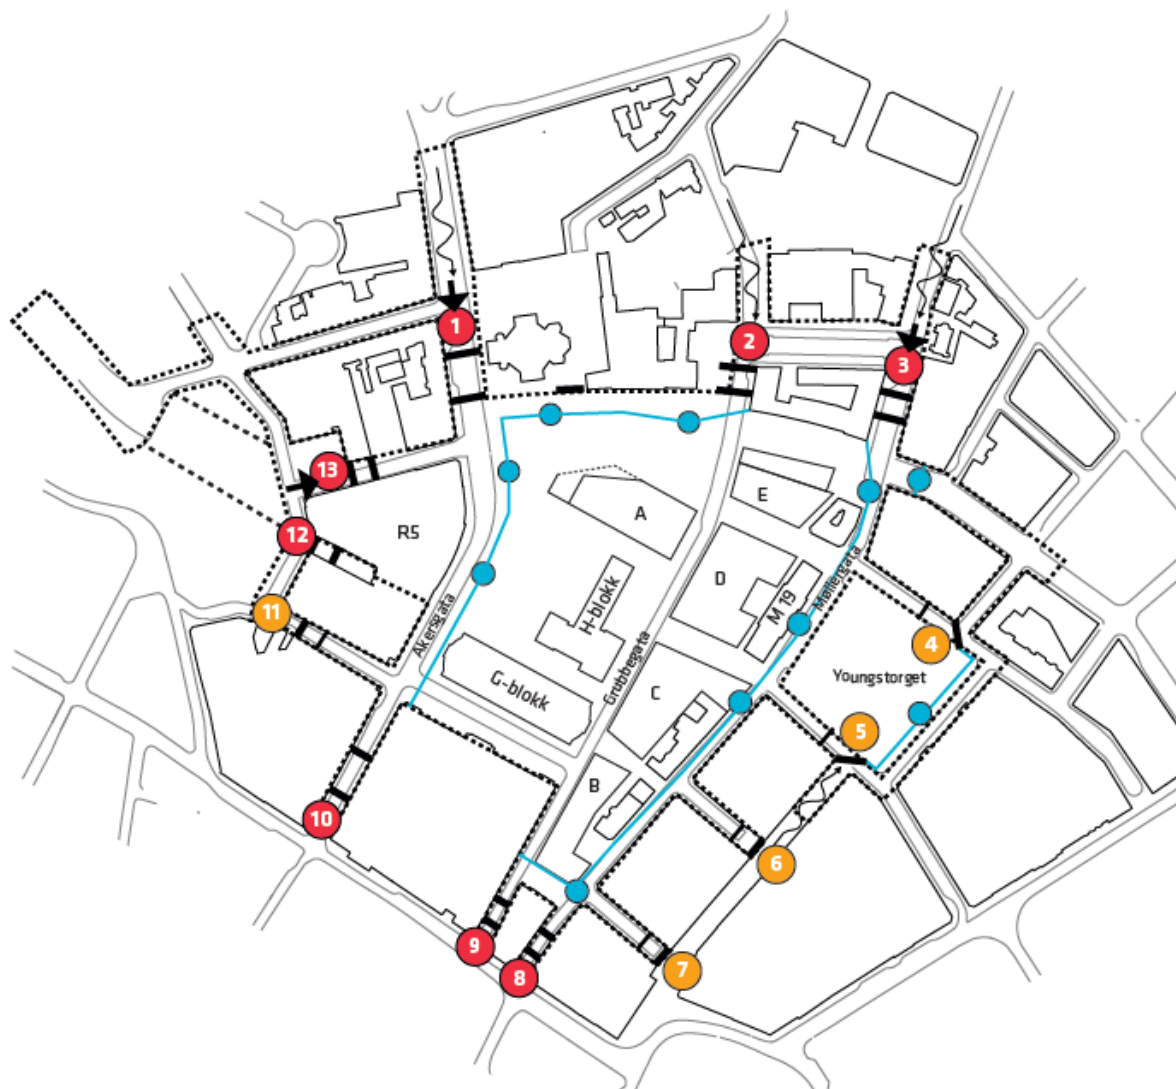 1
2
3
13
12
R5
A
E
D
H-blokk
M 19
Møllergata
11
Akersgata
G-blokk
Grubbegata
C
4
Youngstorget
5
B
10
6
9
8
7